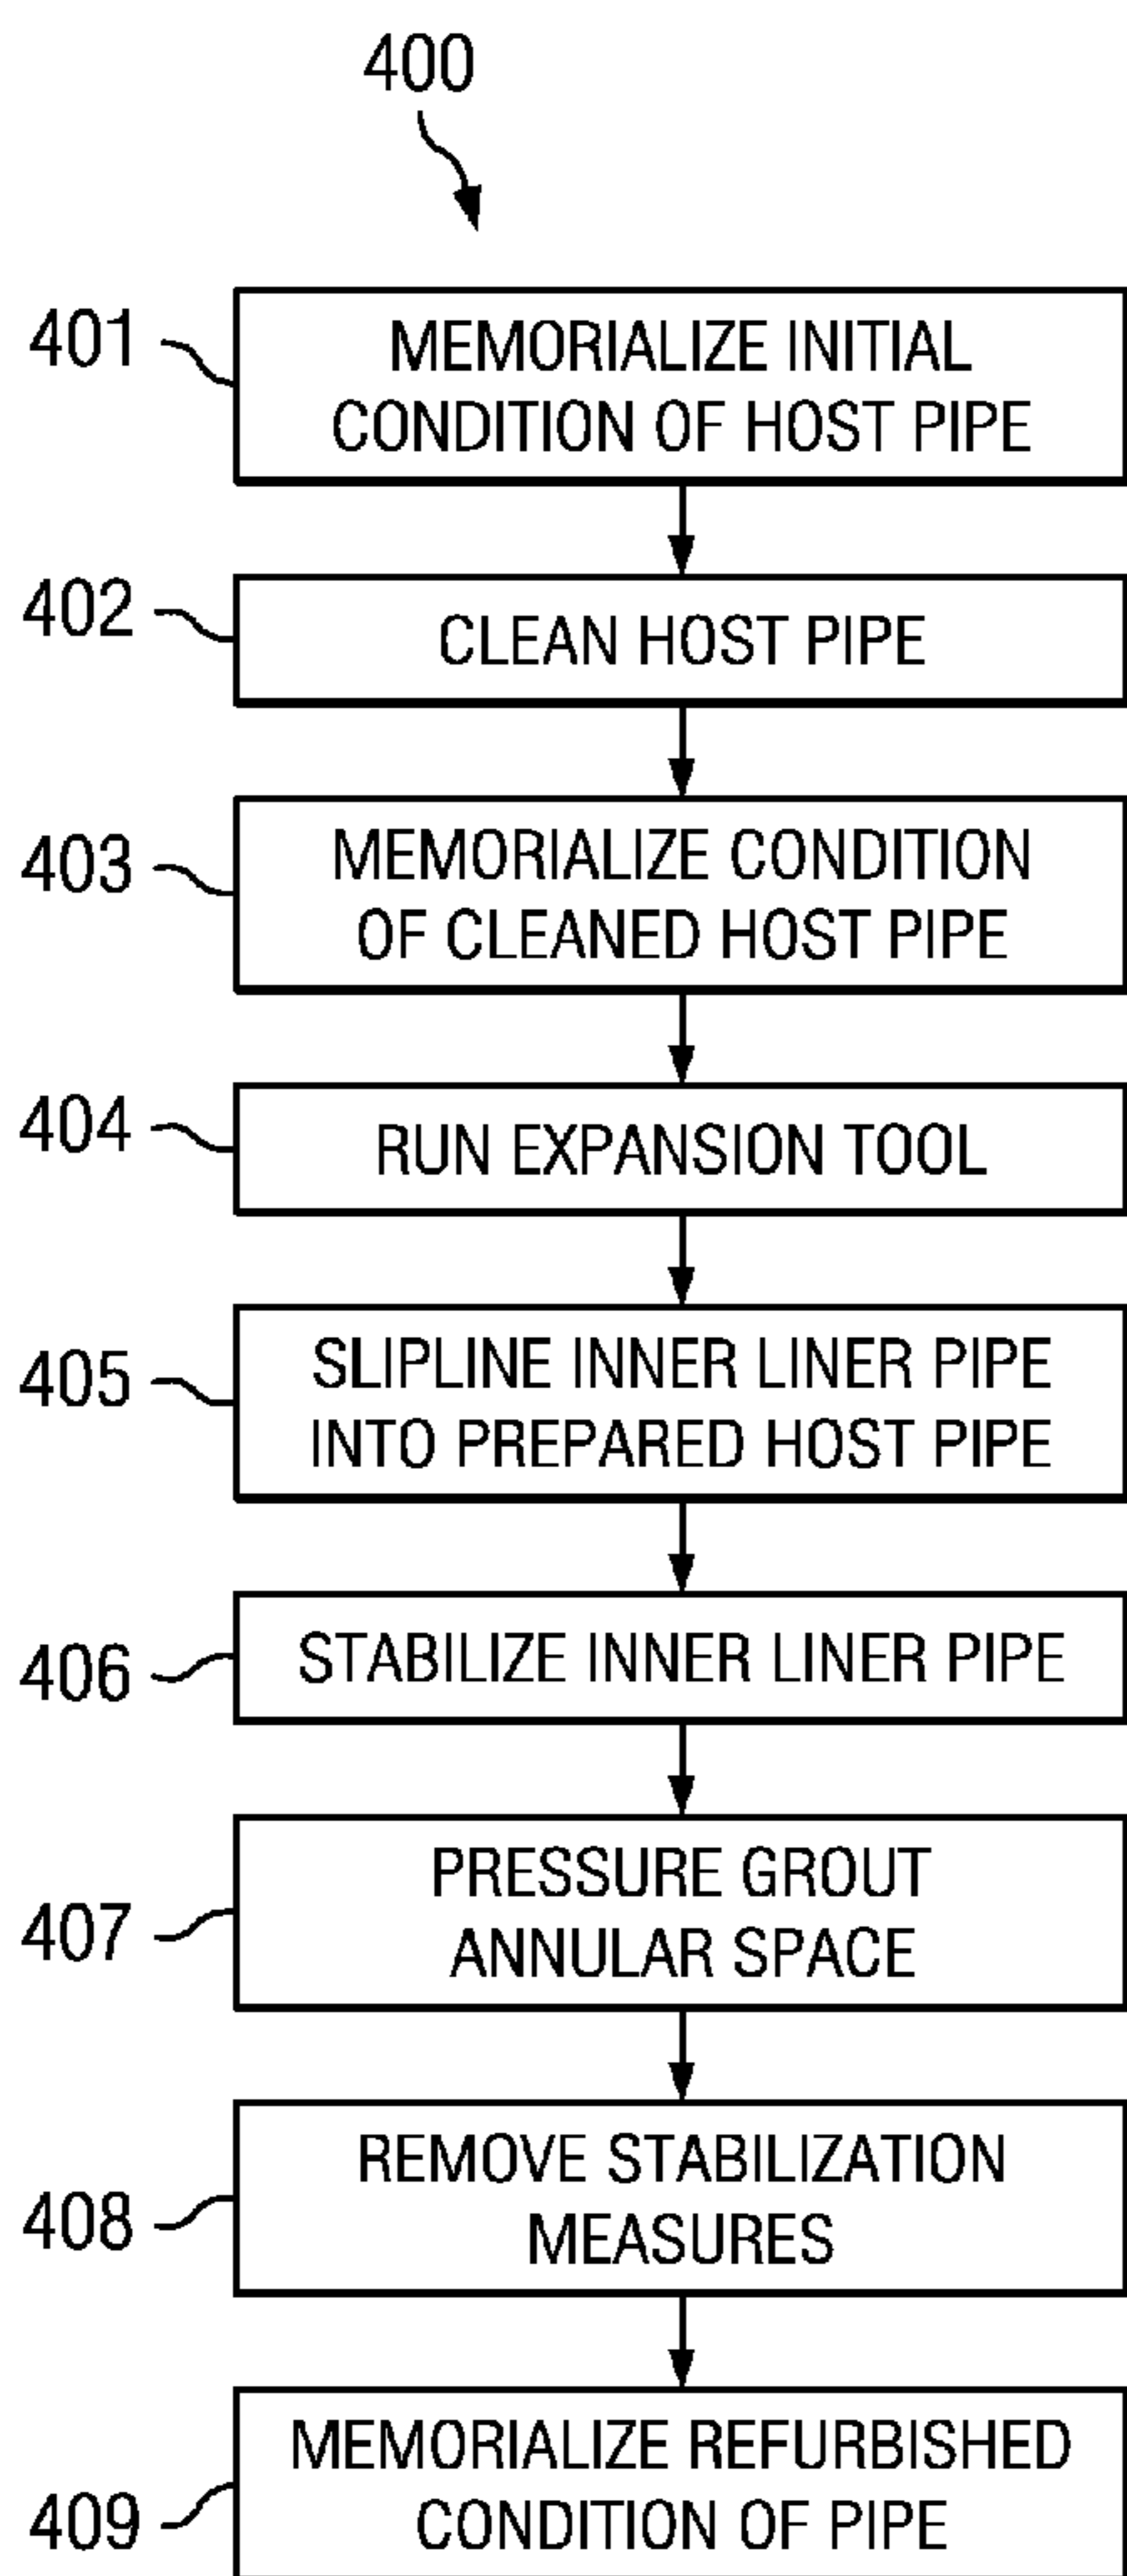 400
401
MEMORIALIZE INITIAL
CONDITION OF HOST PIPE
402
CLEAN HOST PIPE
403
MEMORIALIZE CONDITION
OF CLEANED HOST PIPE
404
RUN EXPANSION TOOL
405
SLIPLINE INNER LINER PIPE
INTO PREPARED HOST PIPE
406
STABILIZE INNER LINER PIPE
407
PRESSURE GROUT
ANNULAR SPACE
408
REMOVE STABILIZATION
MEASURES
409
MEMORIALIZE REFURBISHED
CONDITION OF PIPE